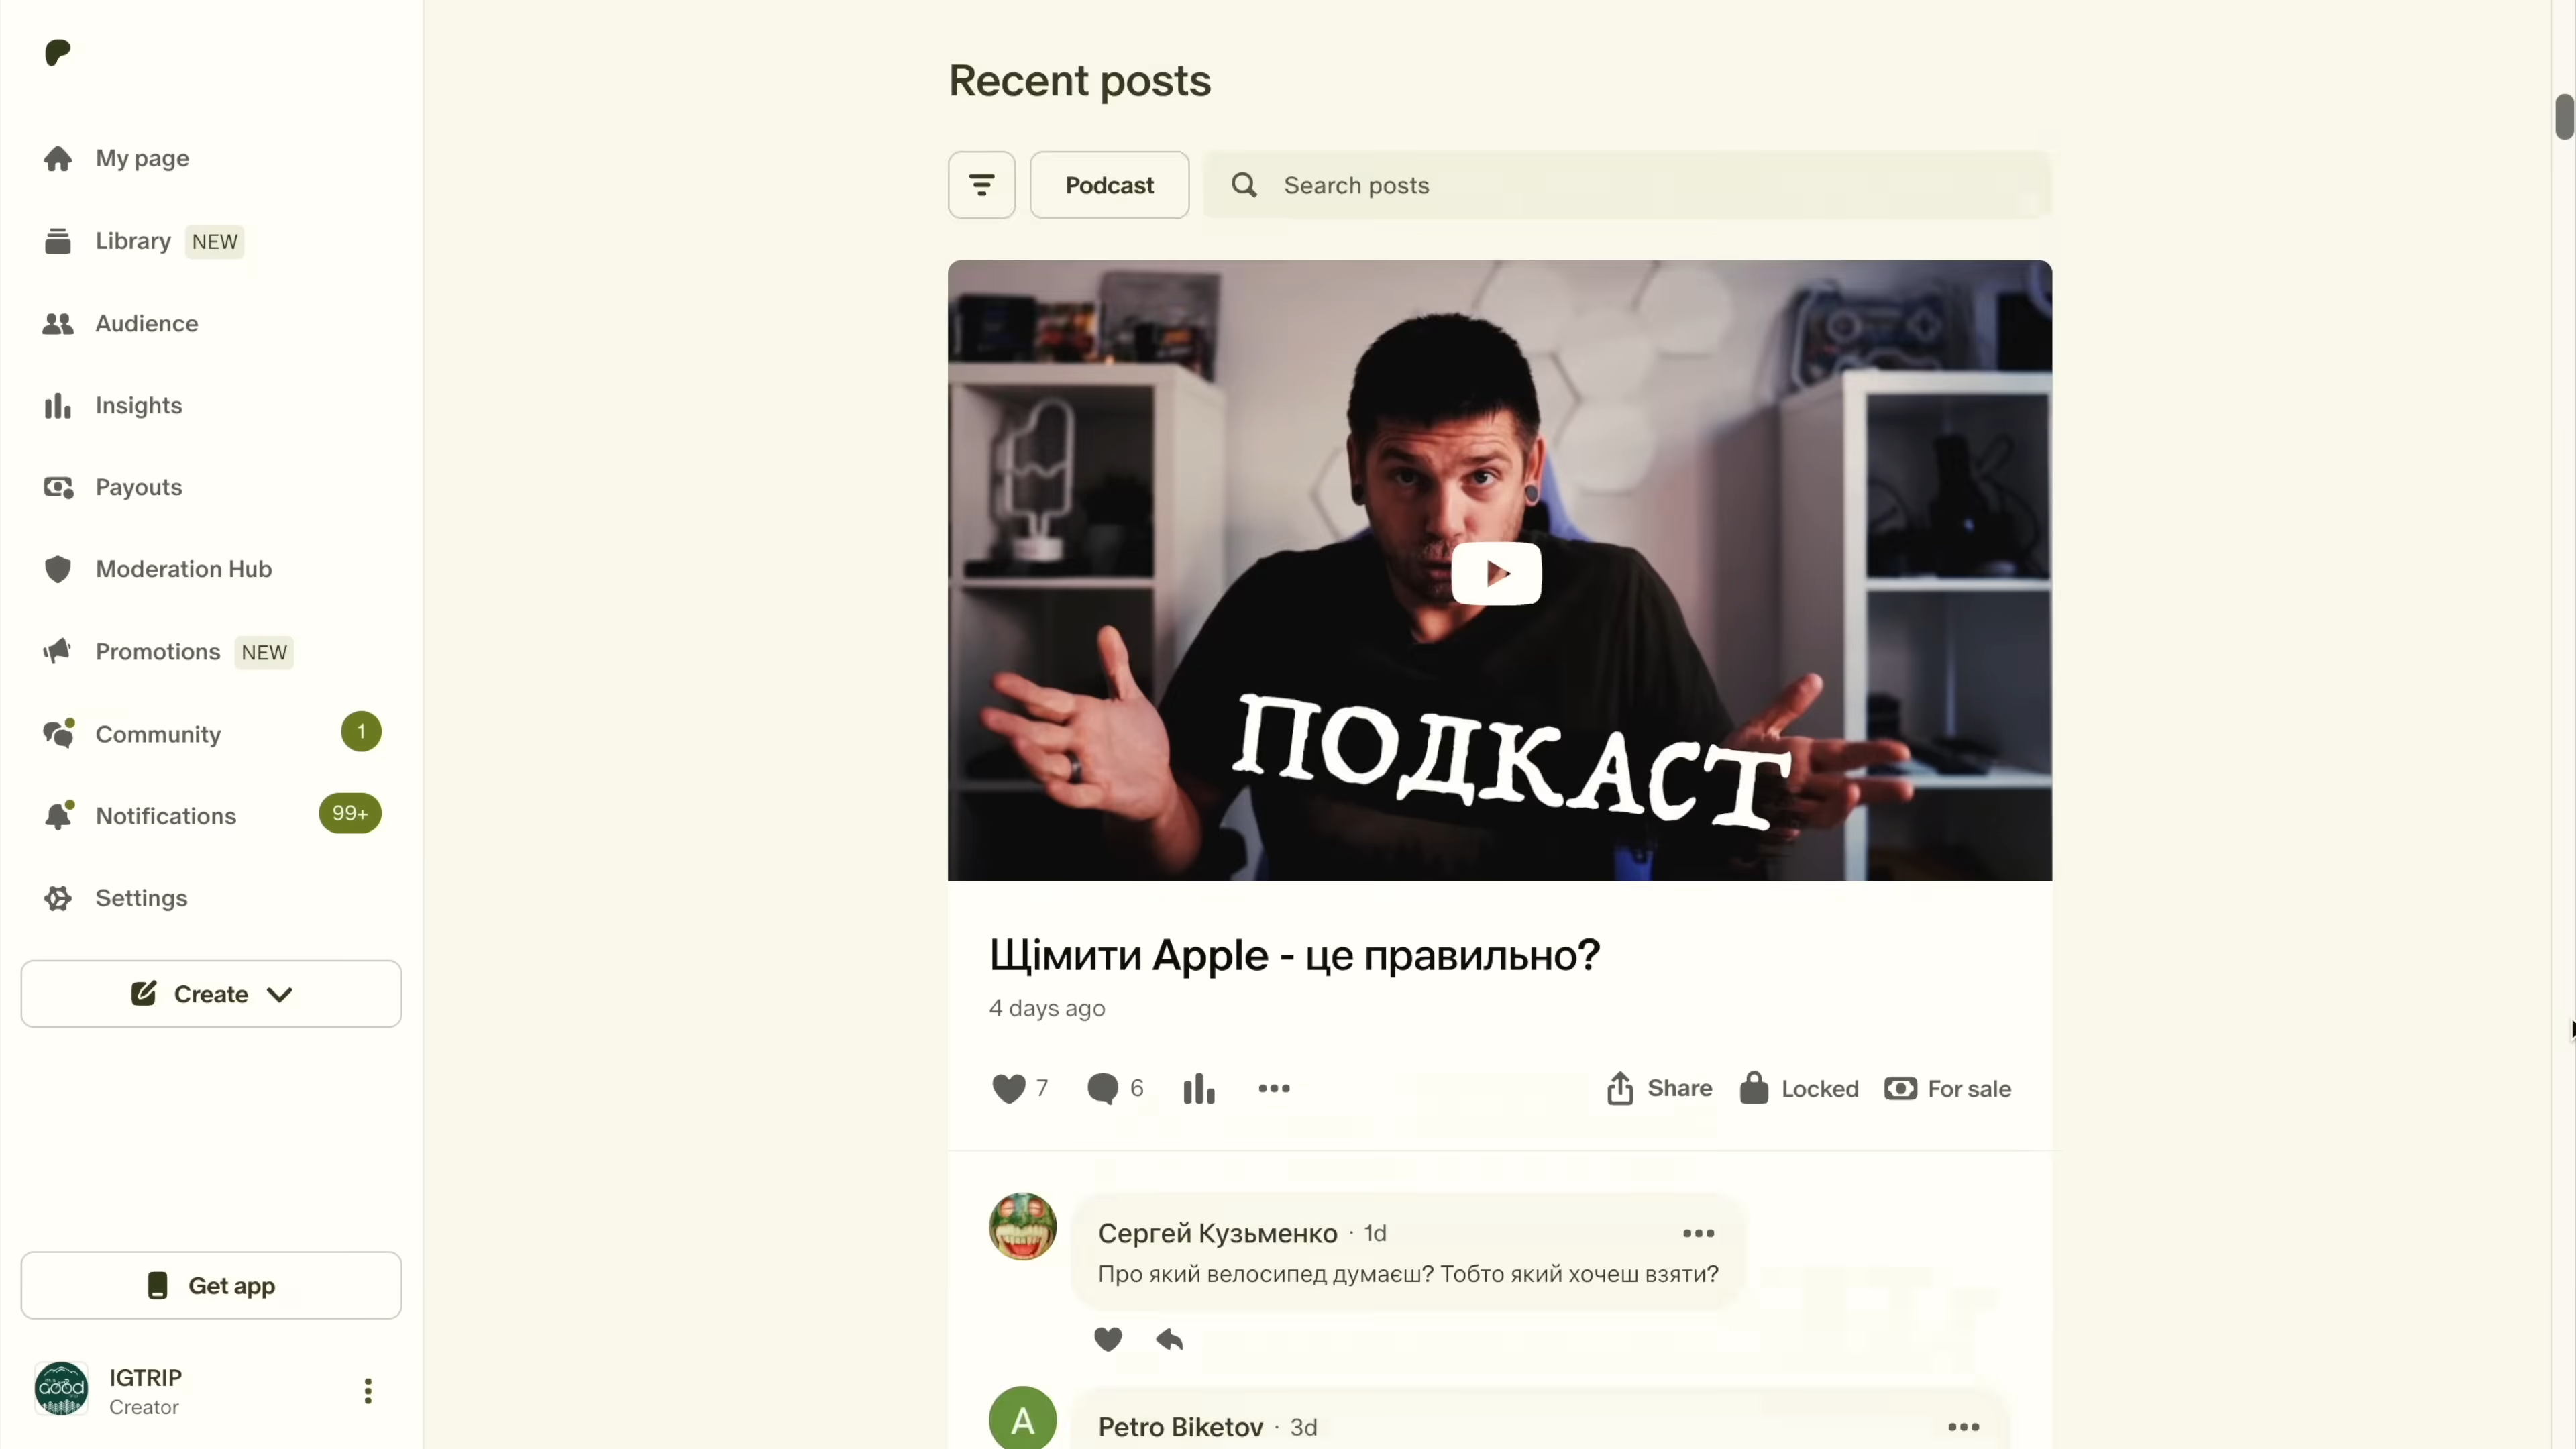 Recent posts
Podcast
Search posts
My page
Library NEW
Audience
Insights
Payouts
Moderation Hub
Promotions NEW
Community 1
Notifications 99+
Settings
Create
Get app
IGTRIP
Creator
GOOD
ПОДКАСТ
Щімити Apple - це правильно?
4 days ago
7 6 Share Locked For sale
Сергей Кузьменко · 1d
Про який велосипед думаєш? Тобто який хочеш взяти?
A
Petro Biketov · 3d